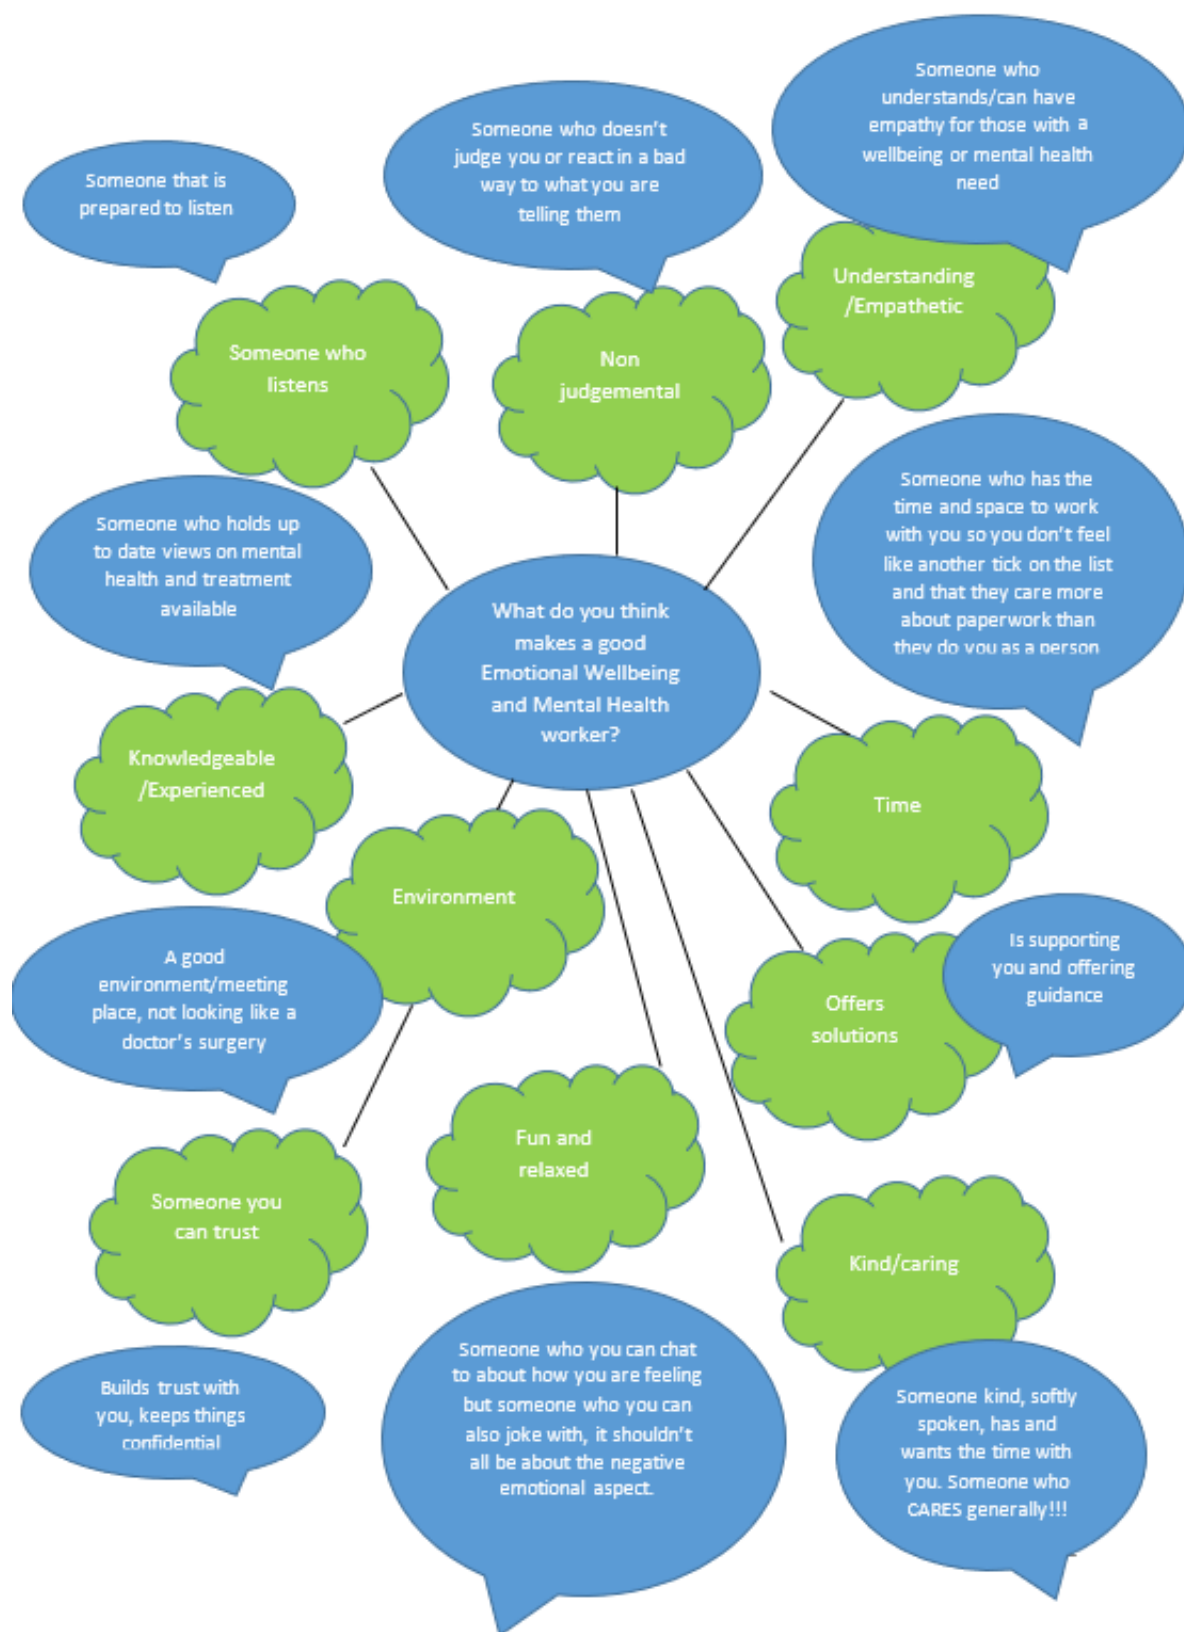 Someone who
understands/can have
empathy for those with a
wellbeing or mental health
need
Someone who doesn't
judge you or react in a bad
way to what you are
telling them
Someone that is
prepared to listen
Understanding
/Empathetic
Someone who
listens
Non
judgemental
Someone who has the
time and space to work
with you so you don't feel
like another tick on the list
and that they care more
about paperwork than
they do you as a person
Someone who holds up
to date views on mental
health and treatment
available
What do you think
makes a good
Emotional Wellbeing
and Mental Health
worker?
Knowledgeable
/Experienced
Time
Environment
A good
environment/meeting
place, not looking like a
doctor's surgery
Is supporting
you and offering
guidance
Offers
solutions
Fun and
relaxed
Someone you
can trust
Kind/caring
Someone who you can chat
to about how you are feeling
but someone who you can
also joke with, it shouldn't
all be about the negative
emotional aspect.
Builds trust with
you, keeps things
confidential
Someone kind, softly
spoken, has and
wants the time with
you. Someone who
CARES generally!!!